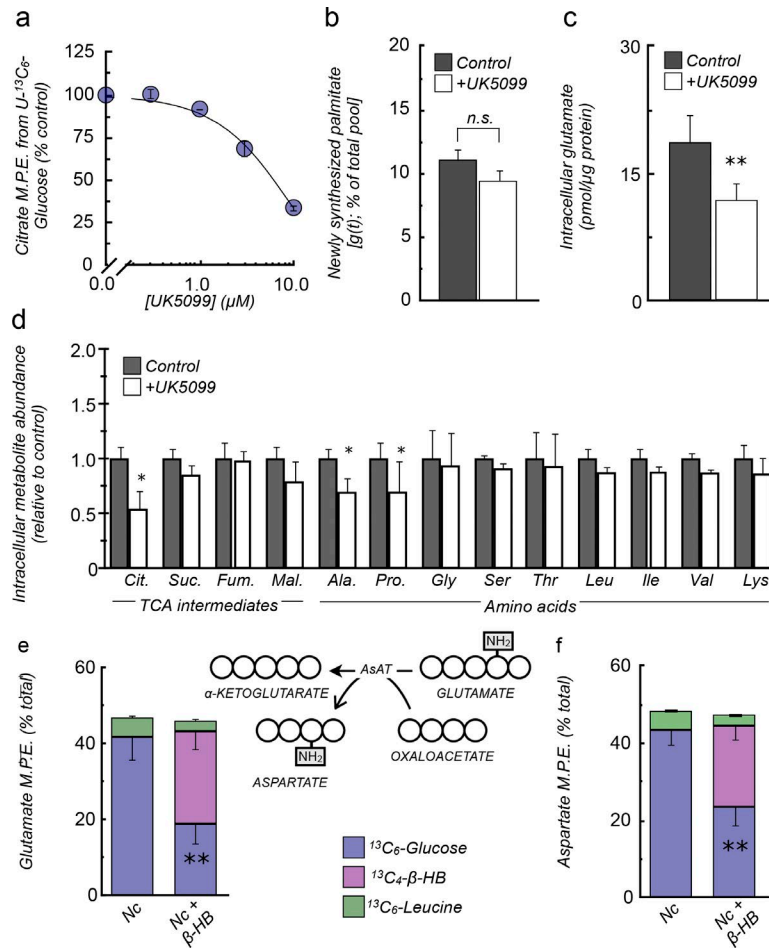 a
Citrate M.P.E. from U-¹³C₆-
Glucose (% control)
125
100
75
50
25
0
0.0
1.0
10.0
[UK5099] (µM)
b
Newly synthesized palmitate
[g(t); % of total pool]
20
15
10
5
0
Control
+UK5099
n.s.
c
Intracellular glutamate
(pmol/µg protein)
30
15
0
Control
+UK5099
**
d
Intracellular metabolite abundance
(relative to control)
2.0
1.5
1.0
0.5
0
Control
+UK5099
*
*
*
Cit.
Suc.
Fum.
Mal.
Ala.
Pro.
Gly
Ser
Thr
Leu
Ile
Val
Lys
TCA intermediates
Amino acids
e
Glutamate M.P.E. (% total)
60
40
20
0
**
Nc
Nc +
β-HB
NH₂
AsAT
α-KETOGLUTARATE
GLUTAMATE
NH₂
ASPARTATE
OXALOACETATE
¹³C₆-Glucose
¹³C₄-β-HB
¹³C₆-Leucine
f
Aspartate M.P.E. (% total)
60
40
20
0
**
Nc
Nc +
β-HB